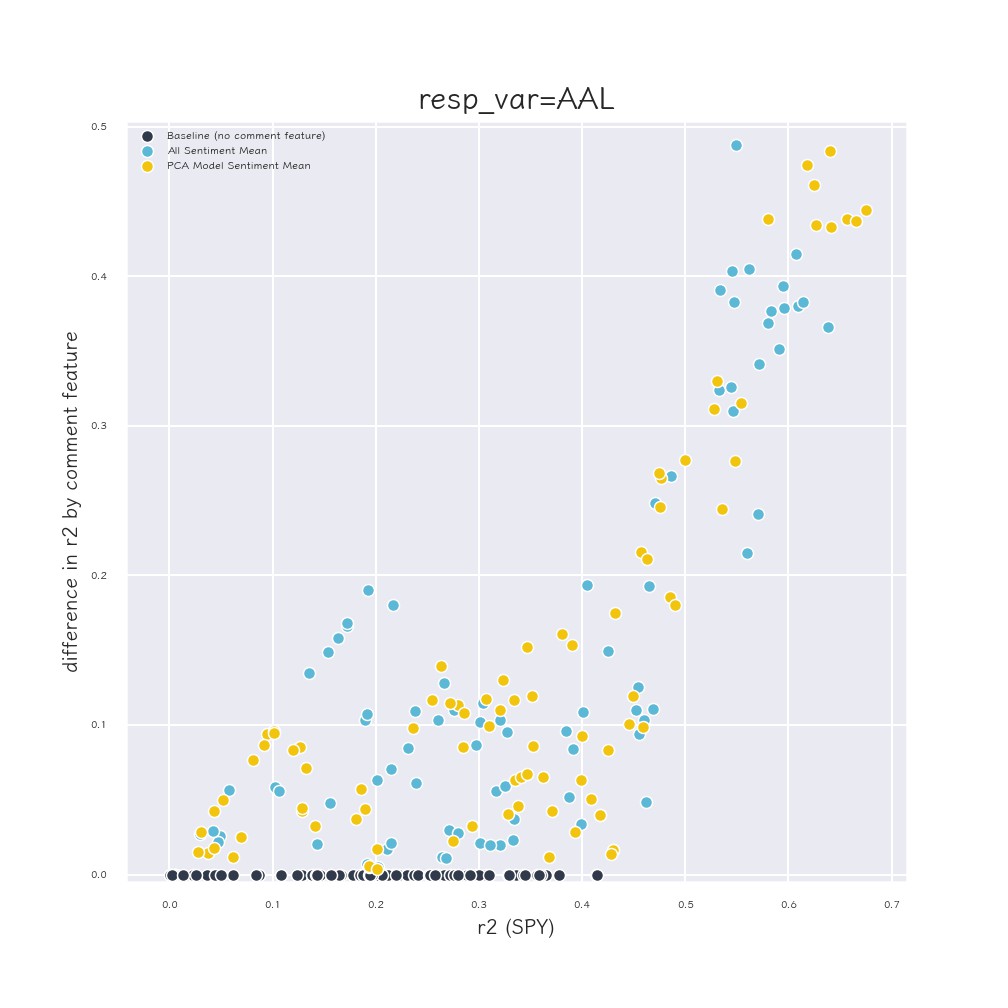 resp_var=AAL
Baseline (no comment feature)
All Sentiment Mean
PCA Model Sentiment Mean
0.5
0.4
0.3
0.2
0.1
0.0
difference in r2 by comment feature
0.0 0.1 0.2 0.3 0.4 0.5 0.6 0.7
r2 (SPY)